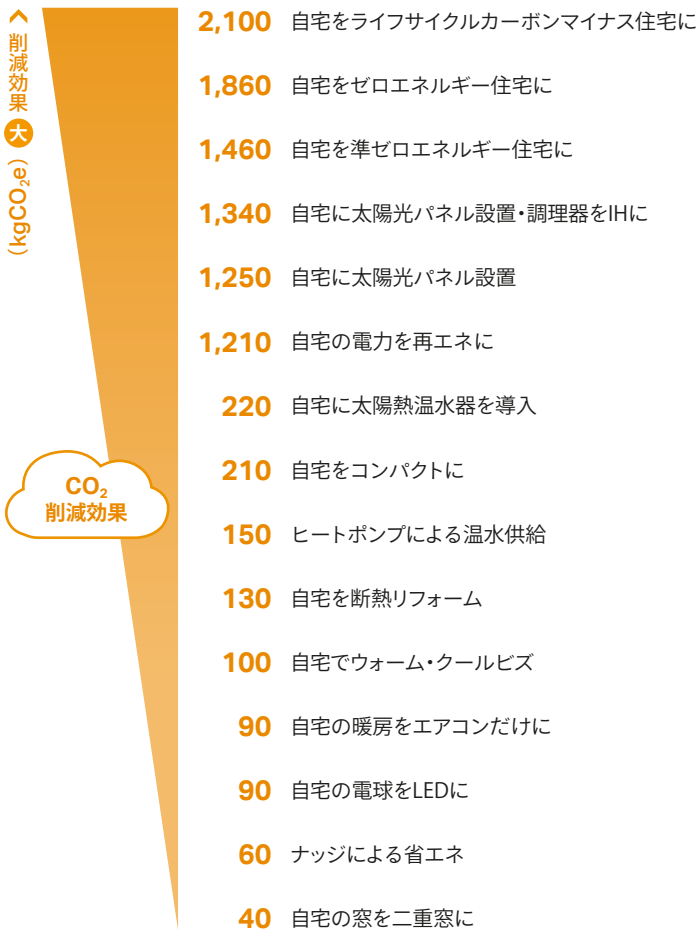 削減効果 大 (kgCO₂e)
2,100 自宅をライフサイクルカーボンマイナス住宅に
1,860 自宅をゼロエネルギー住宅に
1,460 自宅を準ゼロエネルギー住宅に
1,340 自宅に太陽光パネル設置・調理器をIHに
1,250 自宅に太陽光パネル設置
1,210 自宅の電力を再エネに
220 自宅に太陽熱温水器を導入
210 自宅をコンパクトに
CO₂
削減効果
150 ヒートポンプによる温水供給
130 自宅を断熱リフォーム
100 自宅でウォーム・クールビズ
90 自宅の暖房をエアコンだけに
90 自宅の電球をLEDに
60 ナッジによる省エネ
40 自宅の窓を二重窓に